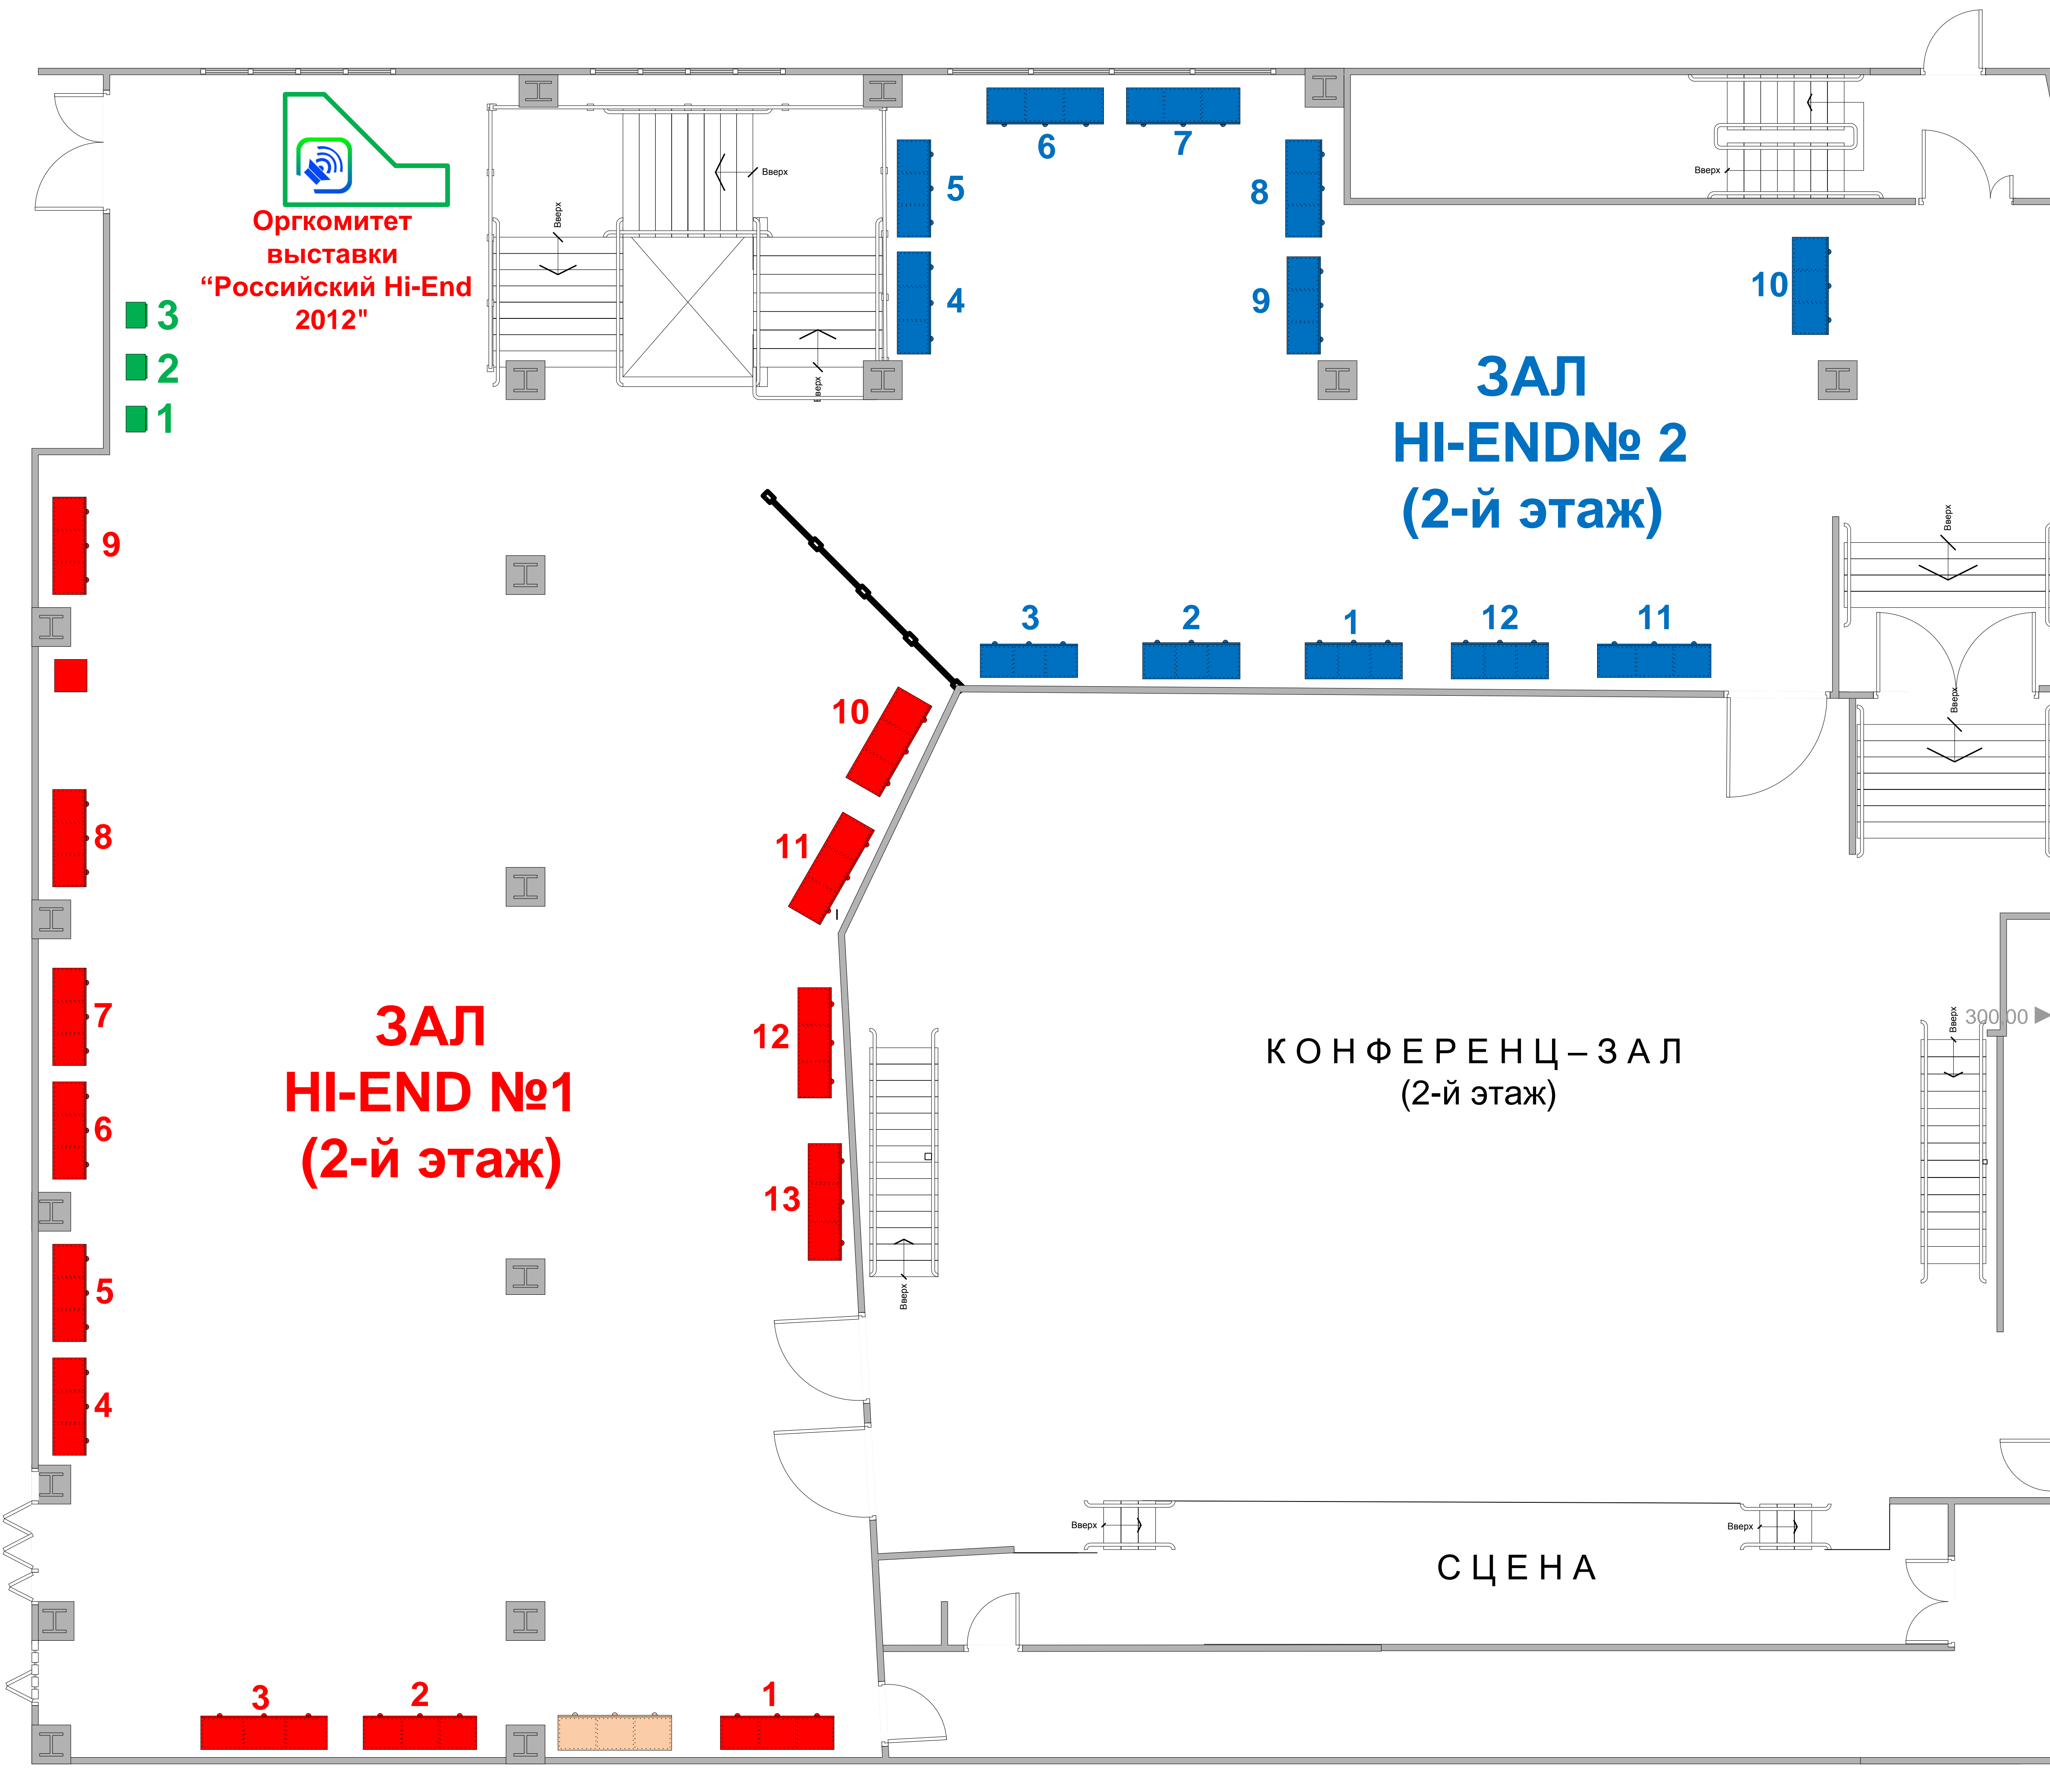 6
7
5
8
4
9
10
Вверх
Вверх
Вверх
Вверх
Оргкомитет
выставки
“Российский Hi-End
2012"
3
2
1
ЗАЛ
HI-END№ 2
(2-й этаж)
3
2
1
12
11
Вверх
Вверх
9
8
7
6
5
4
10
11
12
13
ЗАЛ
HI-END №1
(2-й этаж)
КОНФЕРЕНЦ–ЗАЛ
(2-й этаж)
300,00
Вверх
Вверх
Вверх
Вверх
СЦЕНА
3
2
1